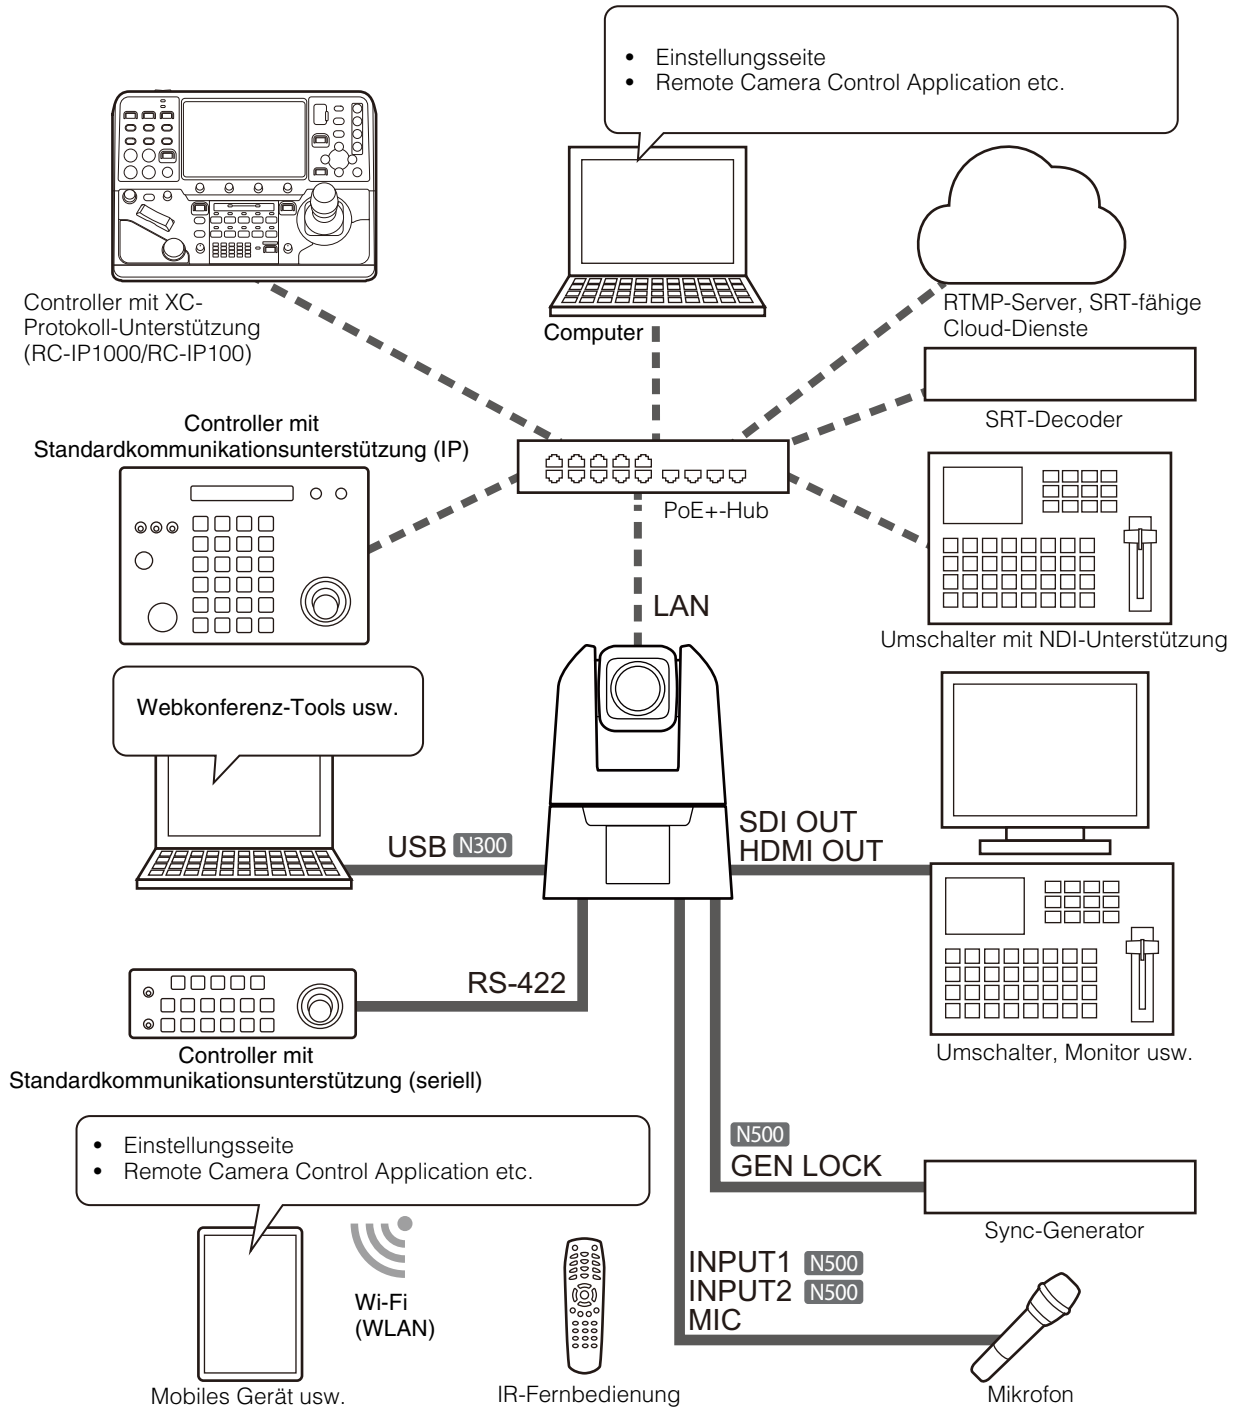 • Einstellungsseite
• Remote Camera Control Application etc.
Controller mit XC-
Protokoll-Unterstützung
(RC-IP1000/RC-IP100)
Computer
RTMP-Server, SRT-fähige
Cloud-Dienste
SRT-Decoder
Controller mit
Standardkommunikationsunterstützung (IP)
PoE+-Hub
LAN
Umschalter mit NDI-Unterstützung
Webkonferenz-Tools usw.
USB N300
SDI OUT
HDMI OUT
RS-422
Controller mit
Standardkommunikationsunterstützung (seriell)
Umschalter, Monitor usw.
• Einstellungsseite
• Remote Camera Control Application etc.
N500
GEN LOCK
Sync-Generator
Wi-Fi
(WLAN)
INPUT1 N500
INPUT2 N500
MIC
Mobiles Gerät usw.
IR-Fernbedienung
Mikrofon